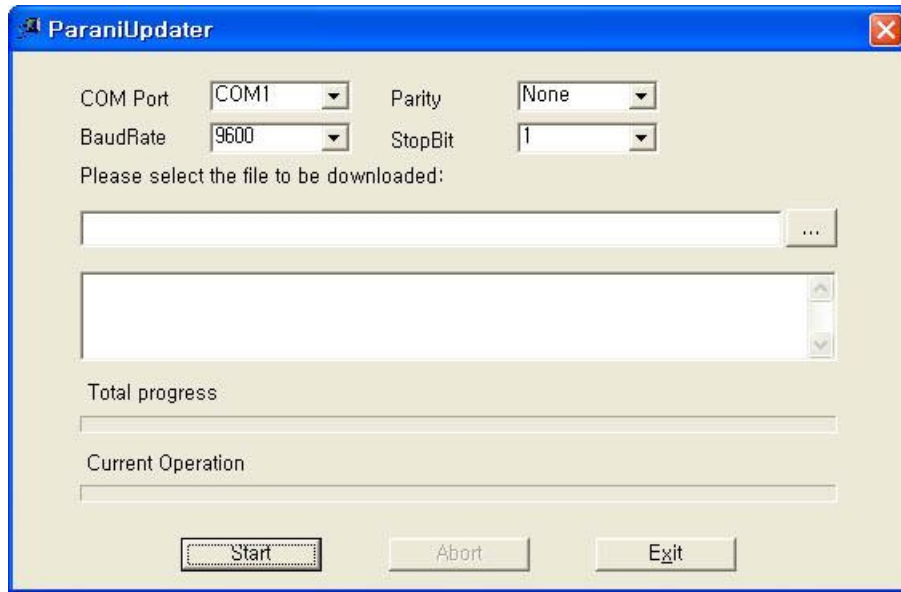 ParaniUpdater
COM Port COM1 Parity None
BaudRate 9600 StopBit 1
Please select the file to be downloaded:
...
Total progress
Current Operation
Start Abort Exit